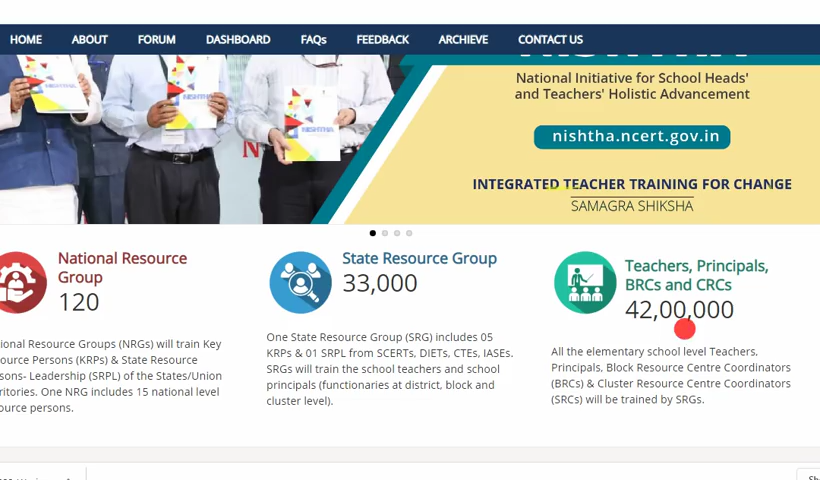 HOME ABOUT FORUM DASHBOARD FAQs FEEDBACK ARCHIEVE CONTACT US
NISHTHA
National Initiative for School Heads'
and Teachers' Holistic Advancement
nishtha.ncert.gov.in
INTEGRATED TEACHER TRAINING FOR CHANGE
SAMAGRA SHIKSHA
NISHTHA
NISHTHA
NISHTHA
National Resource
Group
120
ional Resource Groups (NRGs) will train Key
ource Persons (KRPs) & State Resource
sons- Leadership (SRPL) of the States/Union
ritories. One NRG includes 15 national level
ource persons.
State Resource Group
33,000
One State Resource Group (SRG) includes 05
KRPs & 01 SRPL from SCERTs, DIETs, CTEs, IASEs.
SRGs will train the school teachers and school
principals (functionaries at district, block and
cluster level).
Teachers, Principals,
BRCs and CRCs
42,00,000
All the elementary school level Teachers,
Principals, Block Resource Centre Coordinators
(BRCs) & Cluster Resource Centre Coordinators
(SRCs) will be trained by SRGs.